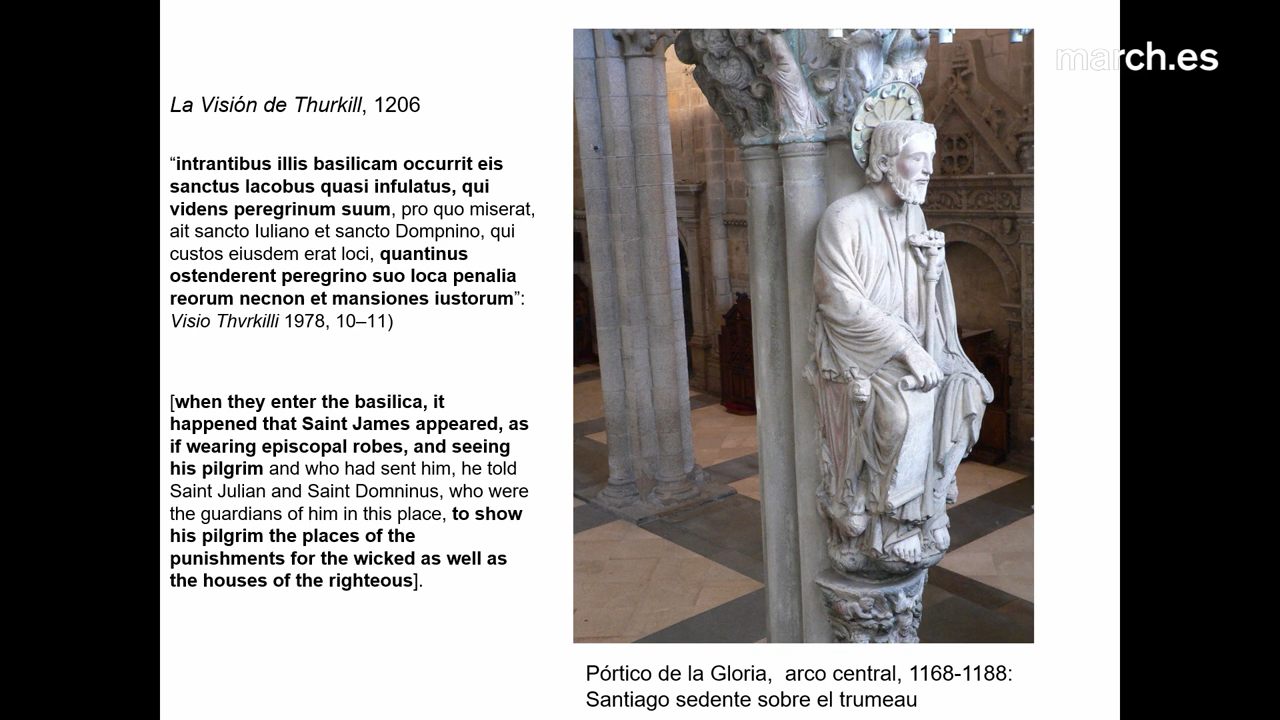 march.es
La Visión de Thurkill, 1206
“intrantibus illis basilicam occurrit eis
sanctus Iacobus quasi infulatus, qui
videns peregrinum suum, pro quo miserat,
ait sancto Iuliano et sancto Dompnino, qui
custos eiusdem erat loci, quantinus
ostenderent peregrino suo loca penalia
reorum necnon et mansiones iustorum”:
Visio Thvrkilli 1978, 10–11)
[when they enter the basilica, it
happened that Saint James appeared, as
if wearing episcopal robes, and seeing
his pilgrim and who had sent him, he told
Saint Julian and Saint Domninus, who were
the guardians of him in this place, to show
his pilgrim the places of the
punishments for the wicked as well as
the houses of the righteous].
Pórtico de la Gloria, arco central, 1168-1188:
Santiago sedente sobre el trumeau